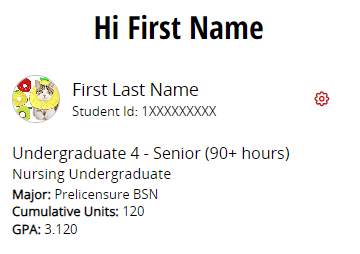 Hi First Name
First Last Name
Student Id: 1XXXXXXXXX
Undergraduate 4 - Senior (90+ hours)
Nursing Undergraduate
Major: Prelicensure BSN
Cumulative Units: 120
GPA: 3.120